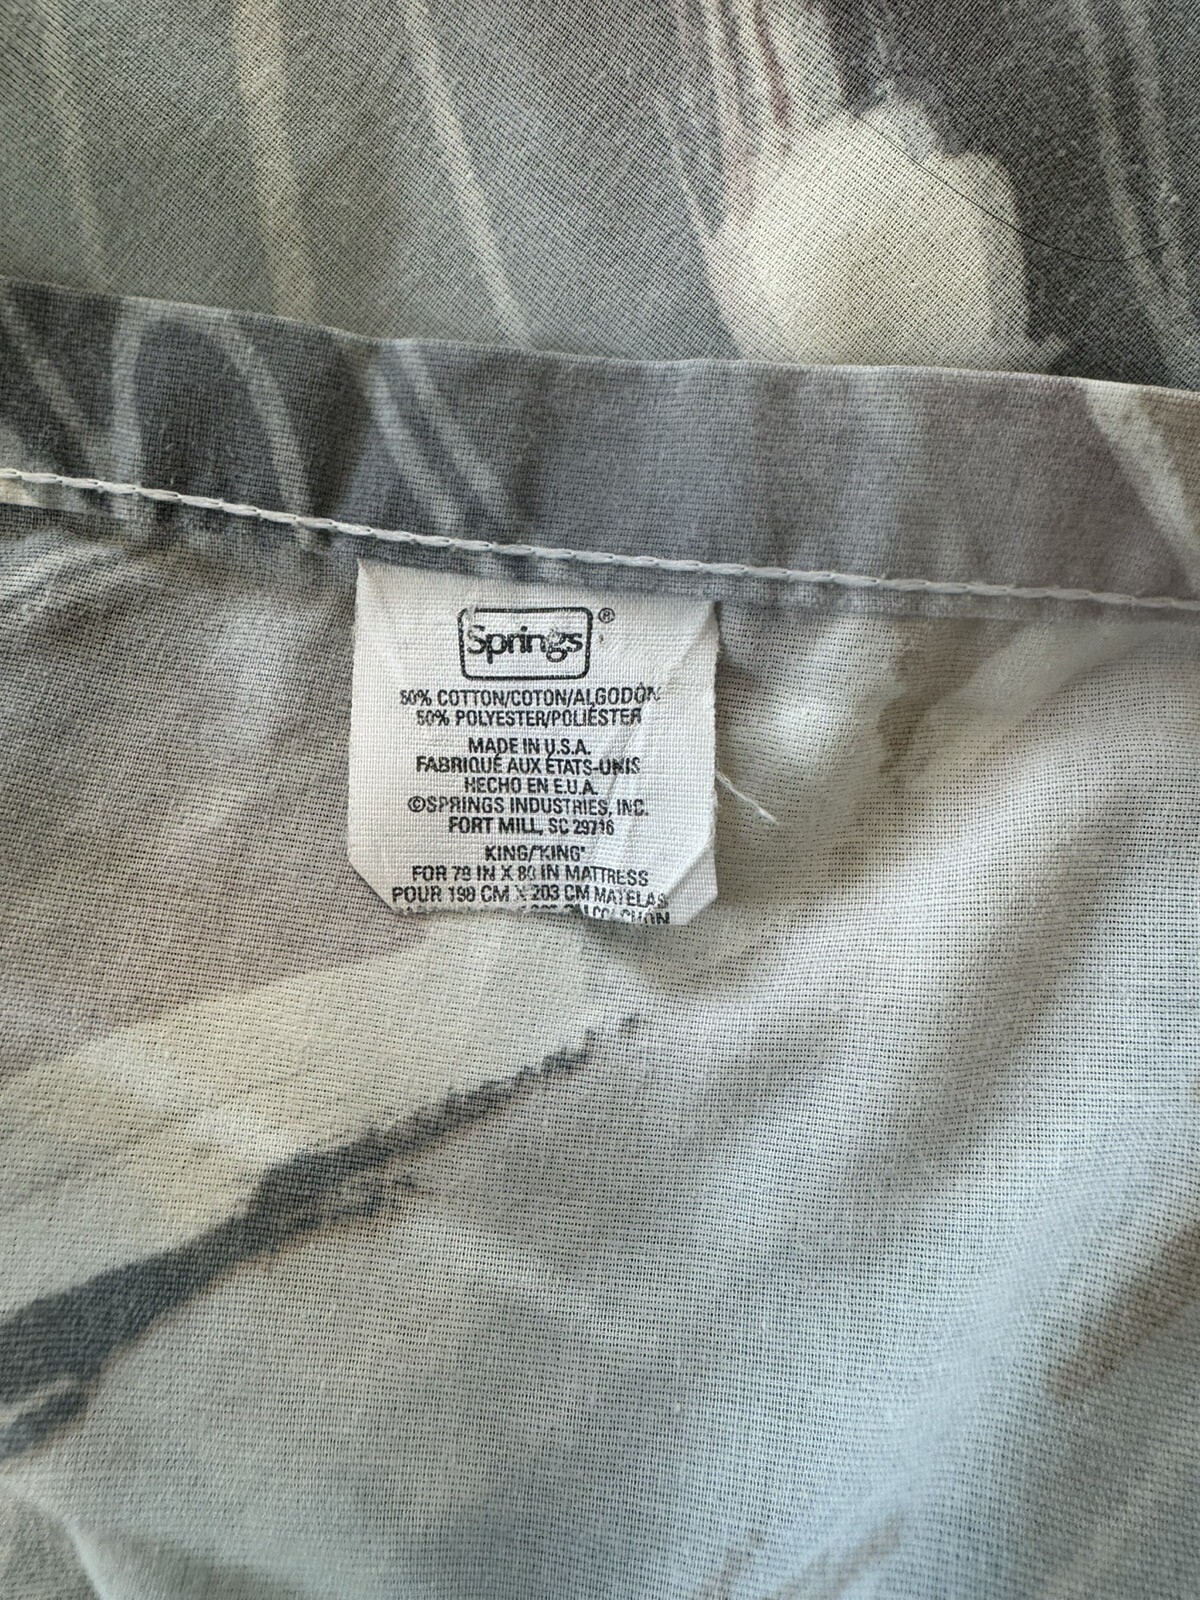 Springs®
50% COTTON/COTON/ALGODÓN
50% POLYESTER/POLIÉSTER
MADE IN U.S.A.
FABRIQUÉ AUX ÉTATS-UNIS
HECHO EN E.U.A.
©SPRINGS INDUSTRIES, INC.
FORT MILL, SC 29716
KING/"KING"
FOR 78 IN X 80 IN MATTRESS
POUR 198 CM X 203 CM MATELAS
COLCHÓN